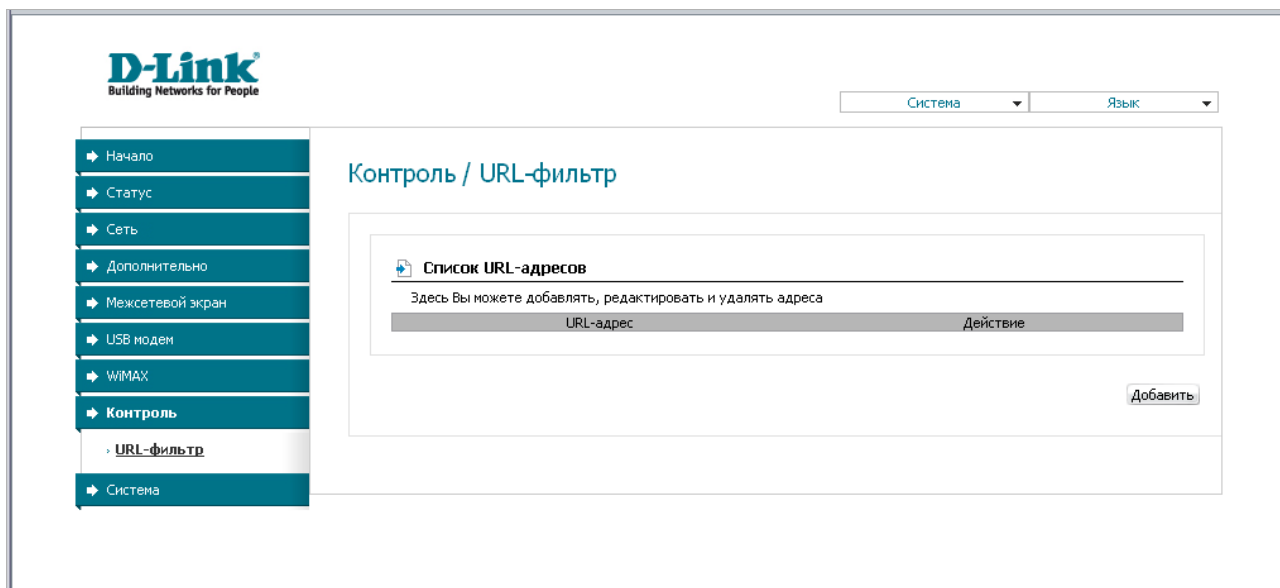 D-Link®
Building Networks for People
Система Язык
Начало
Статус
Сеть
Дополнительно
Межсетевой экран
USB модем
WiMAX
Контроль
URL-фильтр
Система
Контроль / URL-фильтр
Список URL-адресов
Здесь Вы можете добавлять, редактировать и удалять адреса
URL-адрес Действие
Добавить